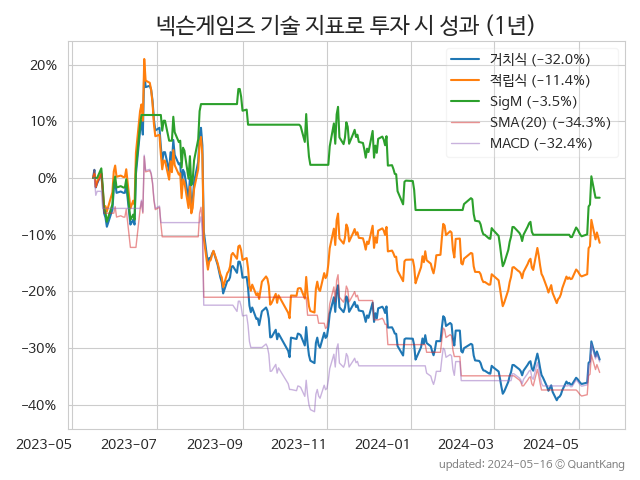 넥슨게임즈 기술 지표로 투자 시 성과 (1년)
거치식 (−32.0%)
적립식 (−11.4%)
SigM (−3.5%)
SMA(20) (−34.3%)
MACD (−32.4%)
20%
10%
0%
−10%
−20%
−30%
−40%
2023-05 2023-07 2023-09 2023-11 2024-01 2024-03 2024-05
updated: 2024-05-16 © QuantKang